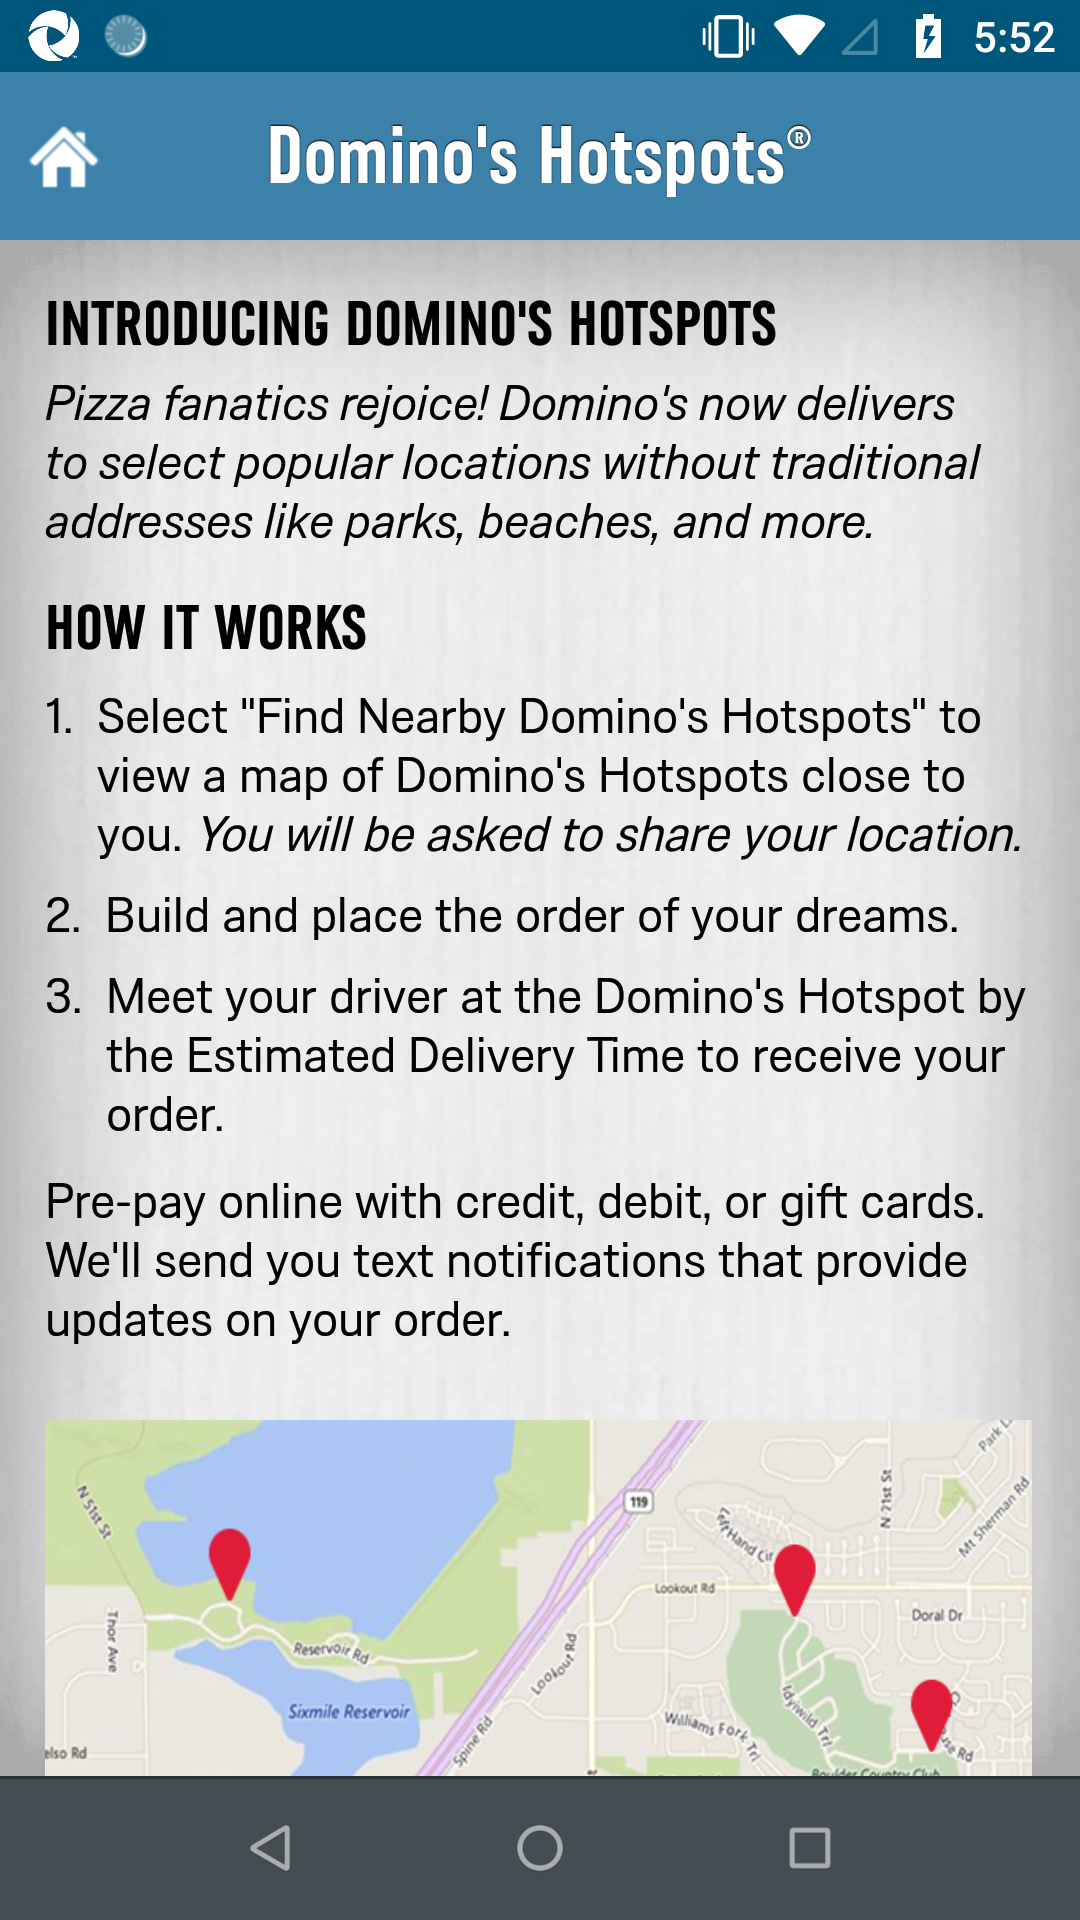 5:52
Domino's Hotspots®
INTRODUCING DOMINO'S HOTSPOTS
Pizza fanatics rejoice! Domino's now delivers
to select popular locations without traditional
addresses like parks, beaches, and more.
HOW IT WORKS
1. Select "Find Nearby Domino's Hotspots" to
view a map of Domino's Hotspots close to
you. You will be asked to share your location.
2. Build and place the order of your dreams.
3. Meet your driver at the Domino's Hotspot by
the Estimated Delivery Time to receive your
order.
Pre-pay online with credit, debit, or gift cards.
We'll send you text notifications that provide
updates on your order.
N 51st St
119
Left Hand Cir
N 71st St
Park L
Mt Sherman Rd
Lookout Rd
Doral Dr
Thor Ave
Reservoir Rd
Lookout Rd
Sixmile Reservoir
Idylwild Trl
Williams Fork Trl
Spine Rd
elso Rd
Boulder Country Club